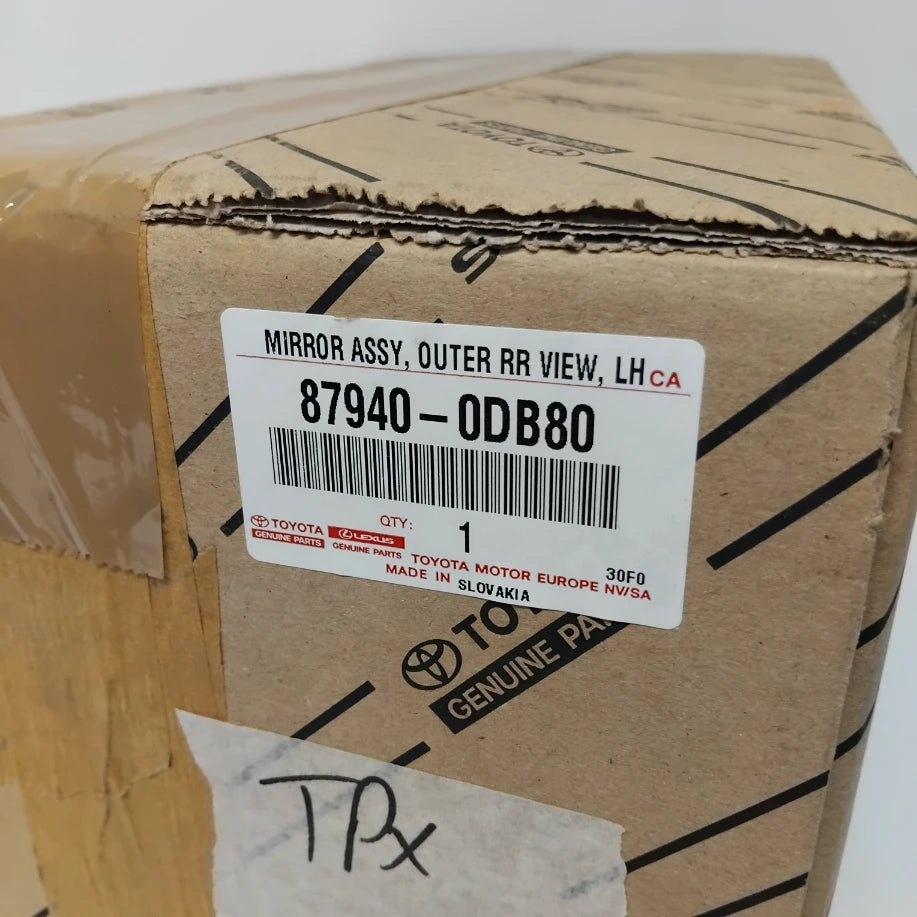 TOYOTA
S
MIRROR ASSY, OUTER RR VIEW, LH CA
87940-0DB80
QTY: 1
TOYOTA
GENUINE PARTS
LEXUS
GENUINE PARTS
30F0
TOYOTA MOTOR EUROPE NV/SA
MADE IN SLOVAKIA
TO
GENUINE PA